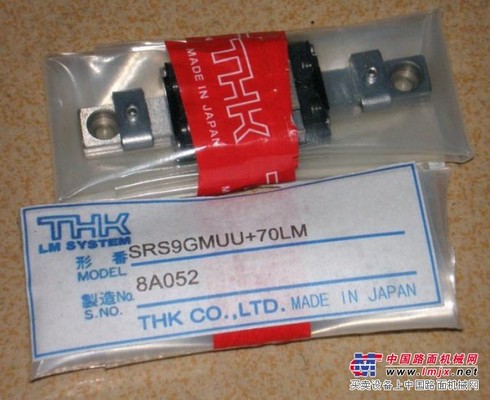 THK
MADE IN JAPAN
THK
LM SYSTEM
形 番
MODEL
SRS9GMUU+70LM
製造No.
S.NO.
8A052
THK CO.,LTD. MADE IN JAPAN
中国路面机械网
www.lmjx.net
买卖设备上中国路面机械网